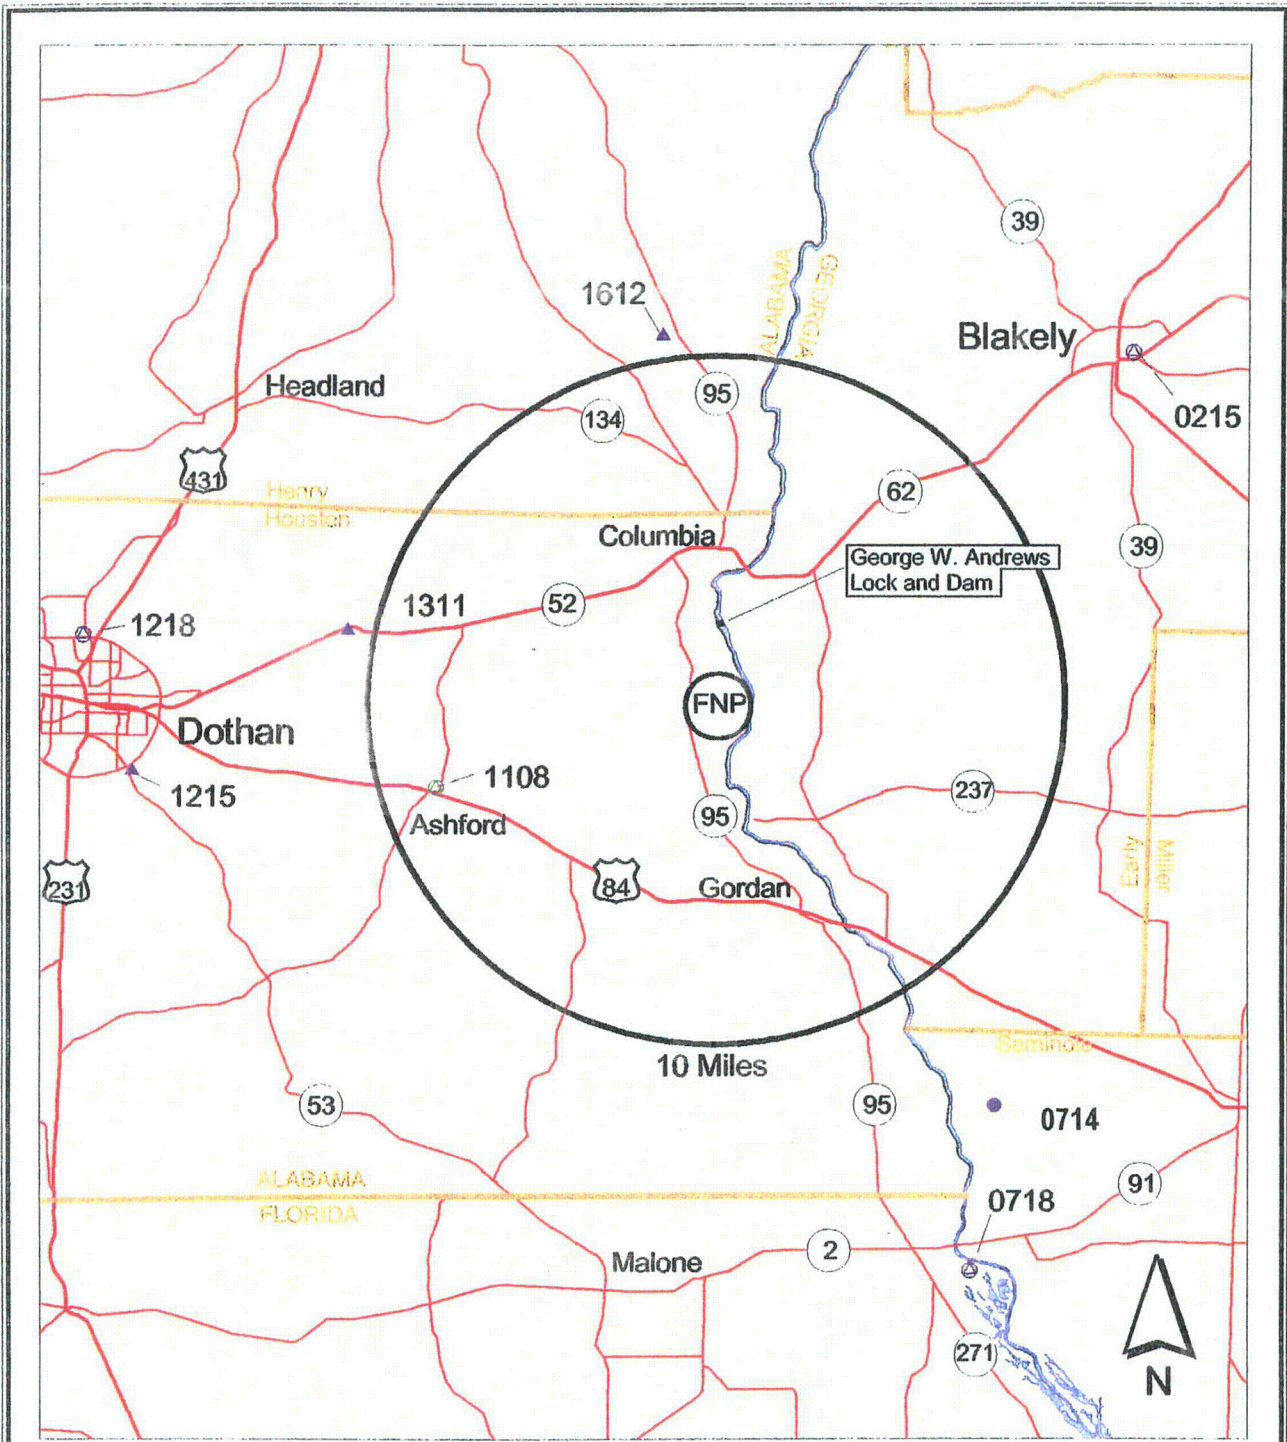 39
ALABAMA
GEORGIA
1612
Blakely
Headland
95
134
0215
431
Henry
Houston
62
Columbia
39
George W. Andrews
Lock and Dam
1311
52
1218
FNP
Dothan
1108
1215
237
95
Ashford
Early
Miller
231
84
Gordan
Seminole
10 Miles
53
95
0714
ALABAMA
FLORIDA
91
0718
2
Malone
271
N